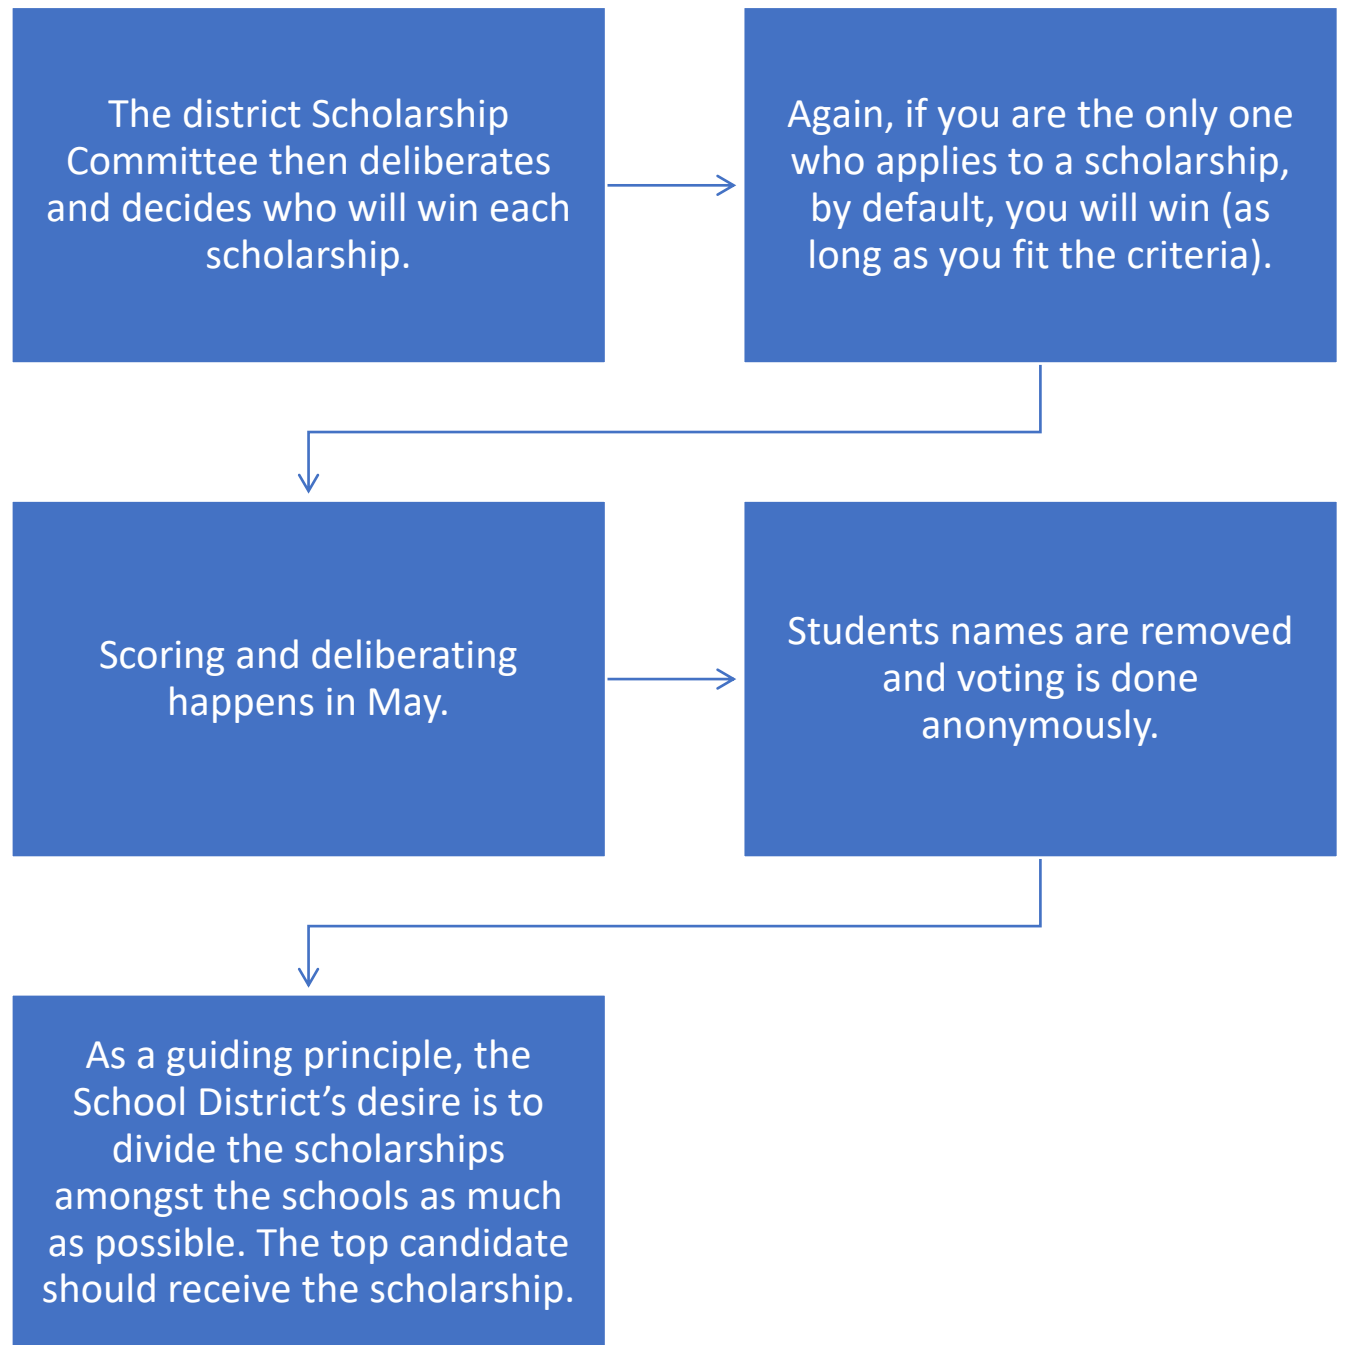 The district Scholarship
Committee then deliberates
and decides who will win each
scholarship.
Again, if you are the only one
who applies to a scholarship,
by default, you will win (as
long as you fit the criteria).
Scoring and deliberating
happens in May.
Students names are removed
and voting is done
anonymously.
As a guiding principle, the
School District’s desire is to
divide the scholarships
amongst the schools as much
as possible. The top candidate
should receive the scholarship.